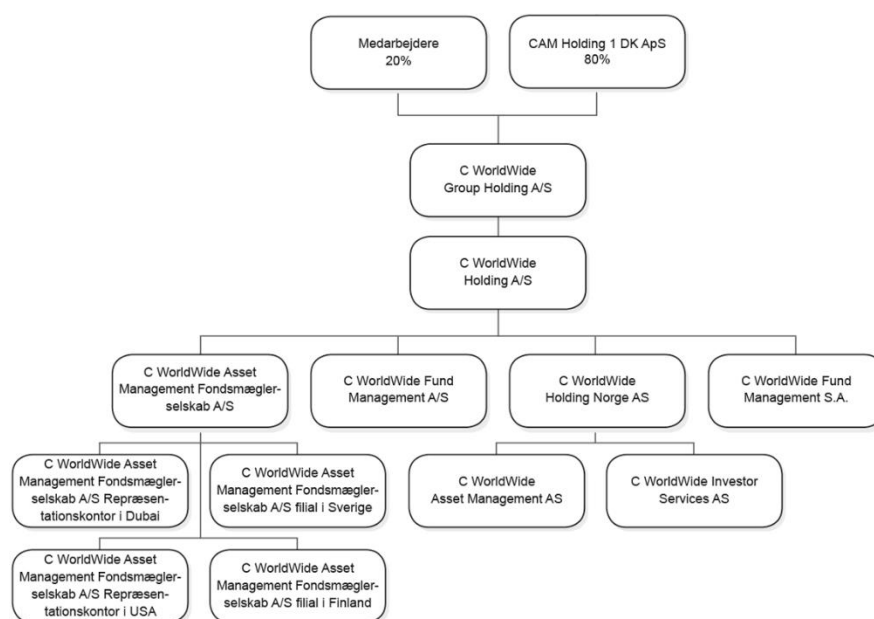 Medarbejdere
20%
CAM Holding 1 DK ApS
80%
C WorldWide
Group Holding A/S
C WorldWide
Holding A/S
C WorldWide Asset
Management Fondsmægler-
selskab A/S
C WorldWide Fund
Management A/S
C WorldWide
Holding Norge AS
C WorldWide Fund
Management S.A.
C WorldWide Asset
Management Fondsmægler-
selskab A/S Repræsen-
tationskontor i Dubai
C WorldWide Asset
Management Fondsmægler-
selskab A/S filial i Sverige
C WorldWide
Asset Management AS
C WorldWide Investor
Services AS
C WorldWide Asset
Management Fondsmægler-
selskab A/S Repræsen-
tationskontor i USA
C WorldWide Asset
Management Fondsmægler-
selskab A/S filial i Finland